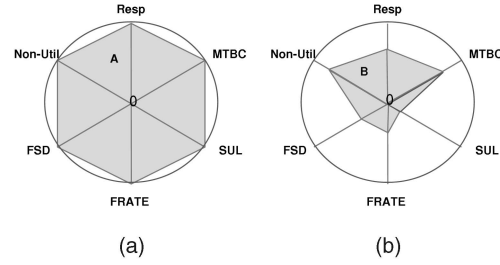 Resp
Non-Util
MTBC
A
0
FSD
SUL
FRATE
(a)
Resp
Non-Util
MTBC
B
0
FSD
SUL
FRATE
(b)